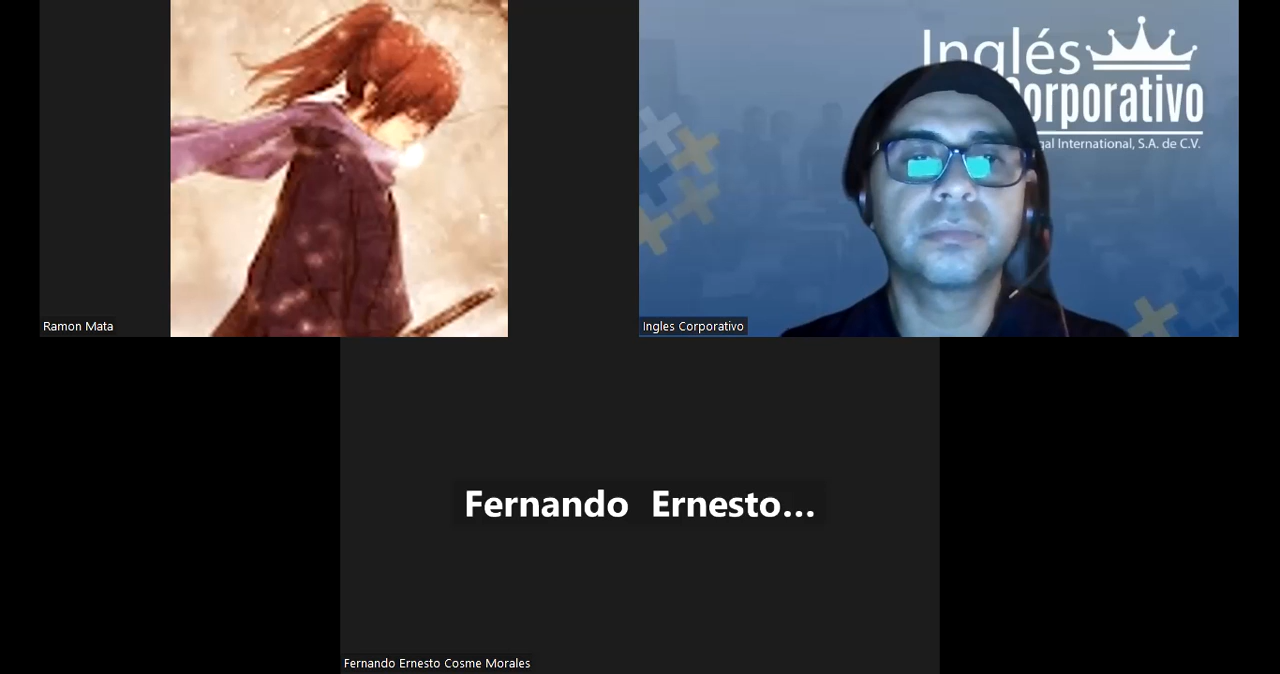 Inglés
orporativo
gal International, S.A. de C.V.
Ramon Mata
Ingles Corporativo
Fernando Ernesto...
Fernando Ernesto Cosme Morales